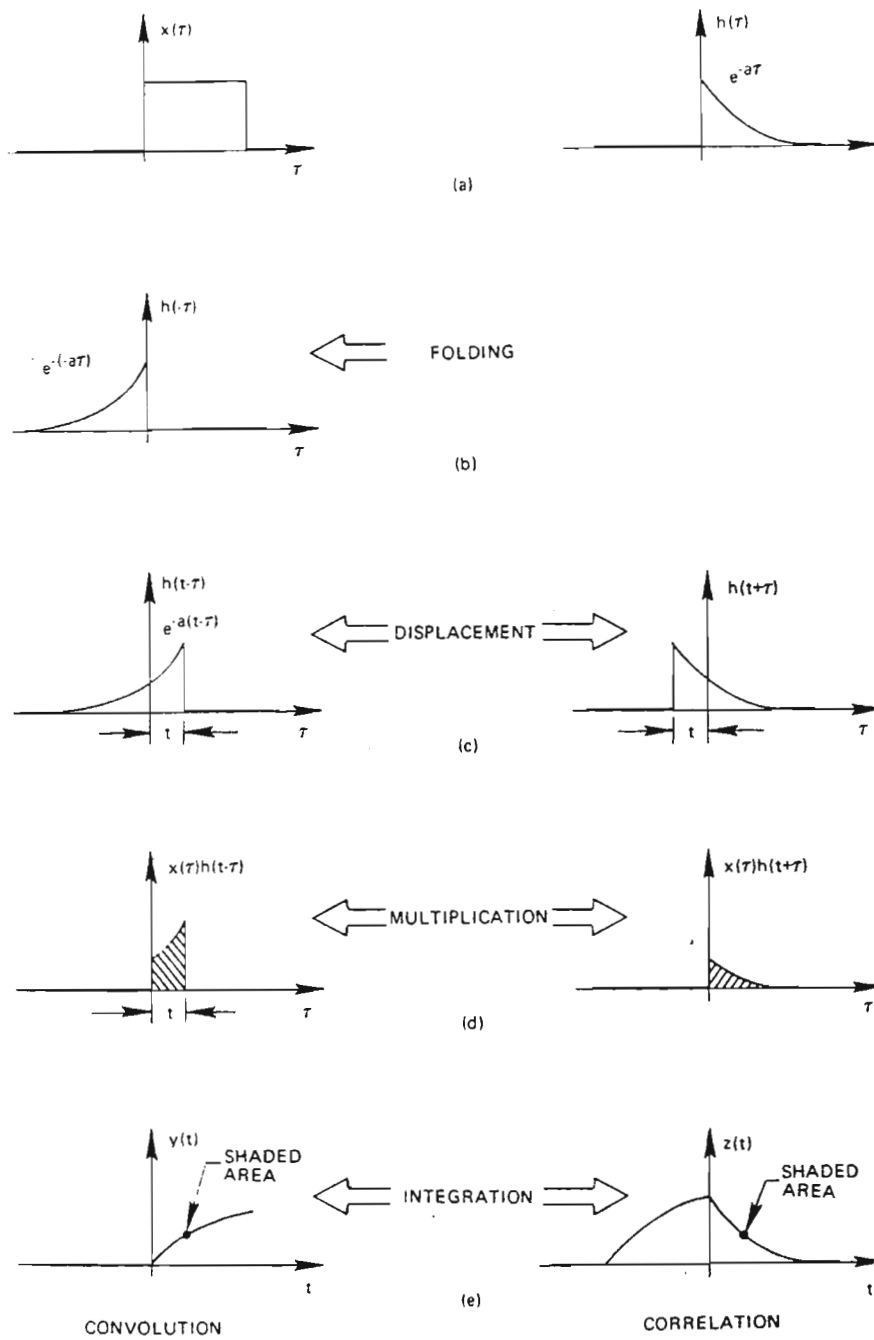 x(τ)
h(τ)
e^-aτ
τ
(a)
h(-τ)
e^-(-aτ)
FOLDING
τ
(b)
h(t-τ)
h(t+τ)
e^-a(t-τ)
DISPLACEMENT
t
τ
t
τ
(c)
x(τ)h(t-τ)
x(τ)h(t+τ)
MULTIPLICATION
t
τ
τ
(d)
y(t)
z(t)
SHADED
AREA
SHADED
AREA
INTEGRATION
t
t
(e)
CONVOLUTION
CORRELATION